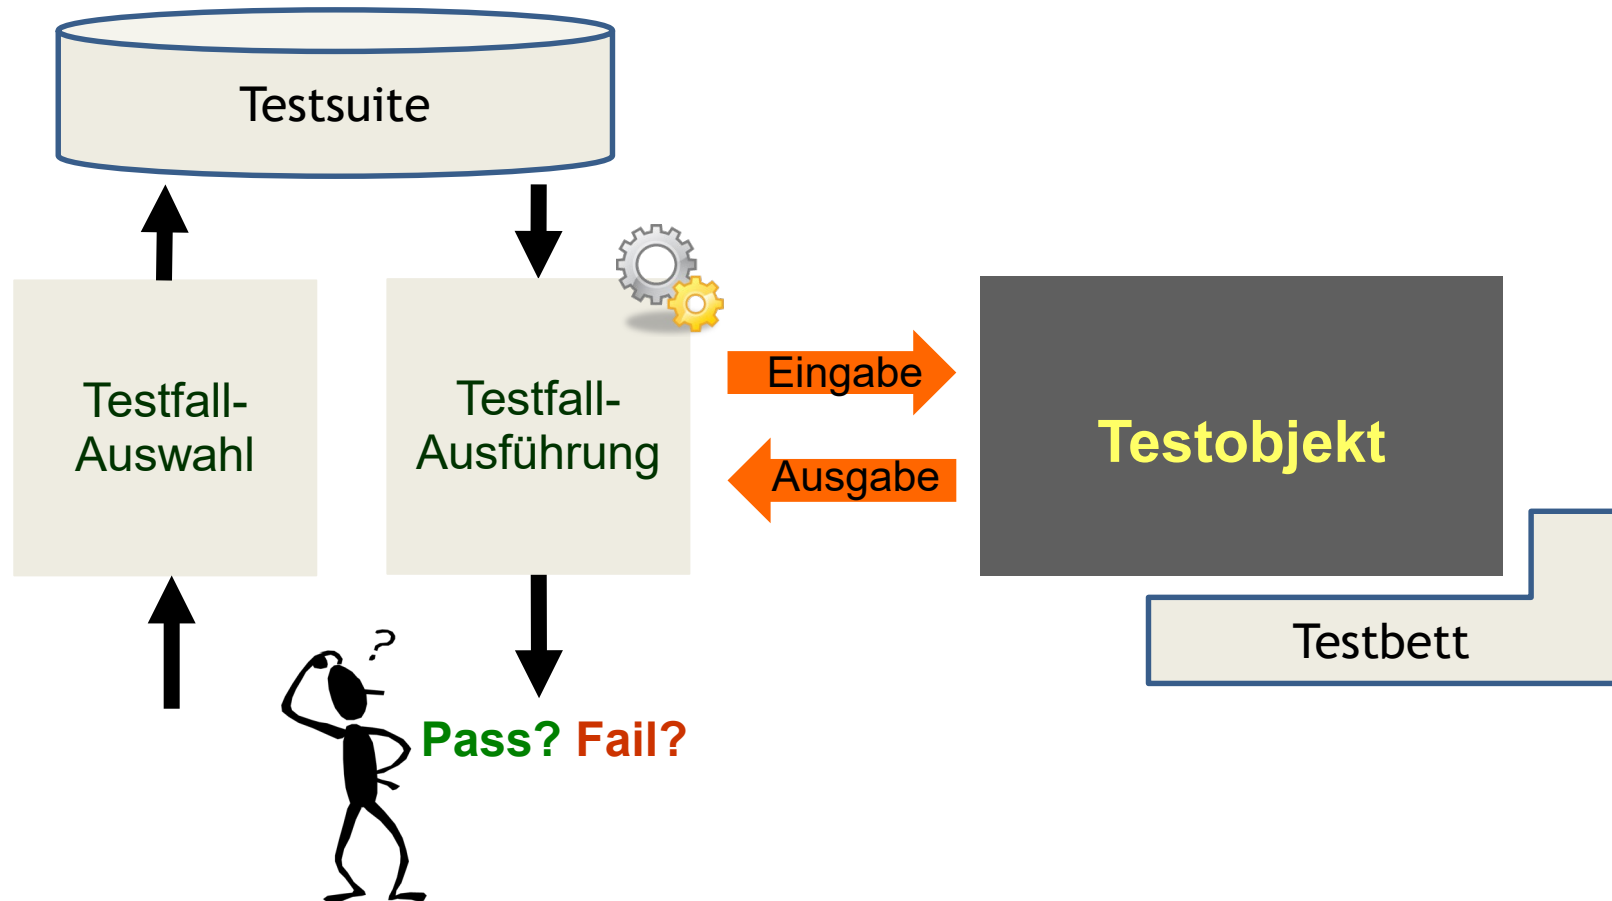 Testsuite
Testfall-
Auswahl
Testfall-
Ausführung
Eingabe
Ausgabe
Testobjekt
Testbett
?
Pass? Fail?